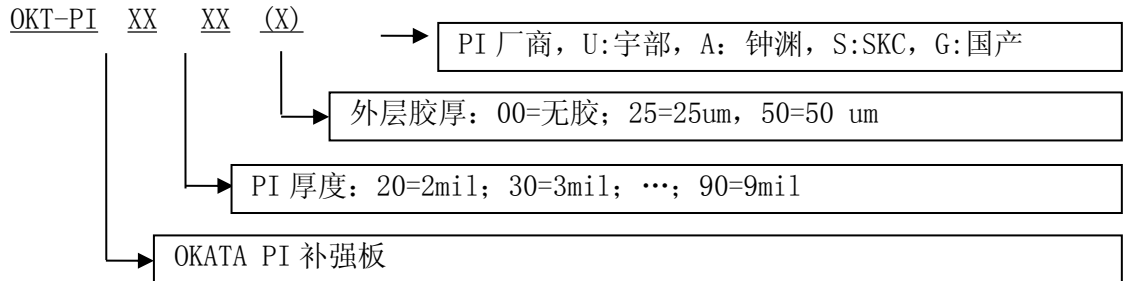 OKT-PI XX XX (X)
PI 厂商，U:宇部，A：钟渊，S:SKC，G:国产
外层胶厚：00=无胶；25=25um，50=50 um
PI 厚度：20=2mil；30=3mil；…；90=9mil
OKATA PI 补强板